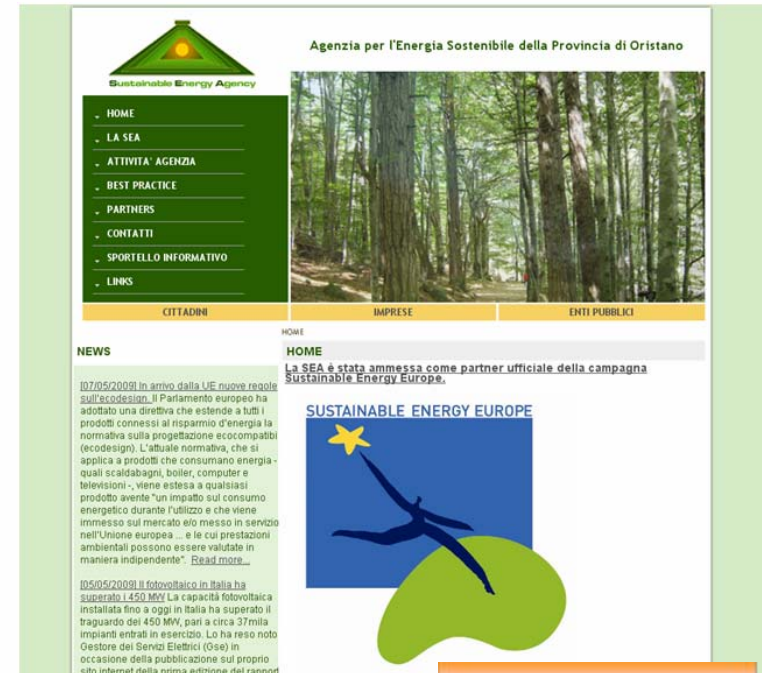 Sustainable Energy Agency
Agenzia per l'Energia Sostenibile della Provincia di Oristano
HOME
LA SEA
ATTIVITA' AGENZIA
BEST PRACTICE
PARTNERS
CONTATTI
SPORTELLO INFORMATIVO
LINKS
CITTADINI
IMPRESE
ENTI PUBBLICI
HOME
NEWS
[07/05/2009] In arrivo dalla UE nuove regole
sull'ecodesign. Il Parlamento europeo ha
adottato una direttiva che estende a tutti i
prodotti connessi al risparmio d'energia la
normativa sulla progettazione ecocompatibi
(ecodesign). L'attuale normativa, che si
applica a prodotti che consumano energia -
quali scaldabagni, boiler, computer e
televisioni -, viene estesa a qualsiasi
prodotto avente "un impatto sul consumo
energetico durante l'utilizzo e che viene
immesso sul mercato e/o messo in servizio
nell'Unione europea ... e le cui prestazioni
ambientali possono essere valutate in
maniera indipendente". Read more...
[05/05/2009] Il fotovoltaico in Italia ha
superato i 450 MW La capacità fotovoltaica
installata fino a oggi in Italia ha superato il
traguardo dei 450 MW, pari a circa 37mila
impianti entrati in esercizio. Lo ha reso noto
Gestore dei Servizi Elettrici (Gse) in
occasione della pubblicazione sul proprio
sito internet della prima edizione del rapport
HOME
La SEA è stata ammessa come partner ufficiale della campagna
Sustainable Energy Europe.
SUSTAINABLE ENERGY EUROPE